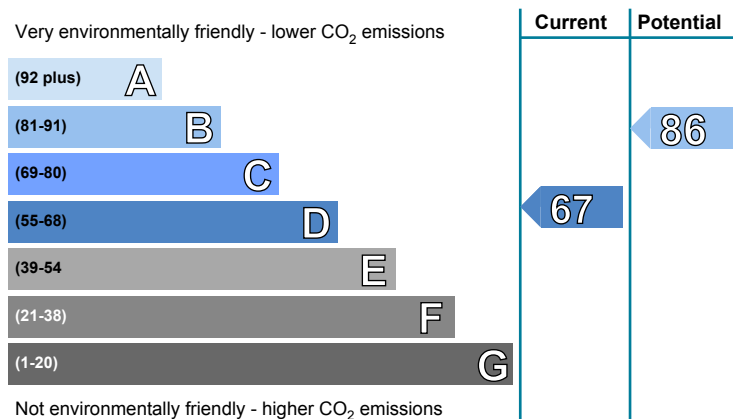 Very environmentally friendly - lower CO2 emissions
Current
Potential
(92 plus) A
(81-91) B
86
(69-80) C
(55-68) D
67
(39-54 E
(21-38) F
(1-20) G
Not environmentally friendly - higher CO2 emissions